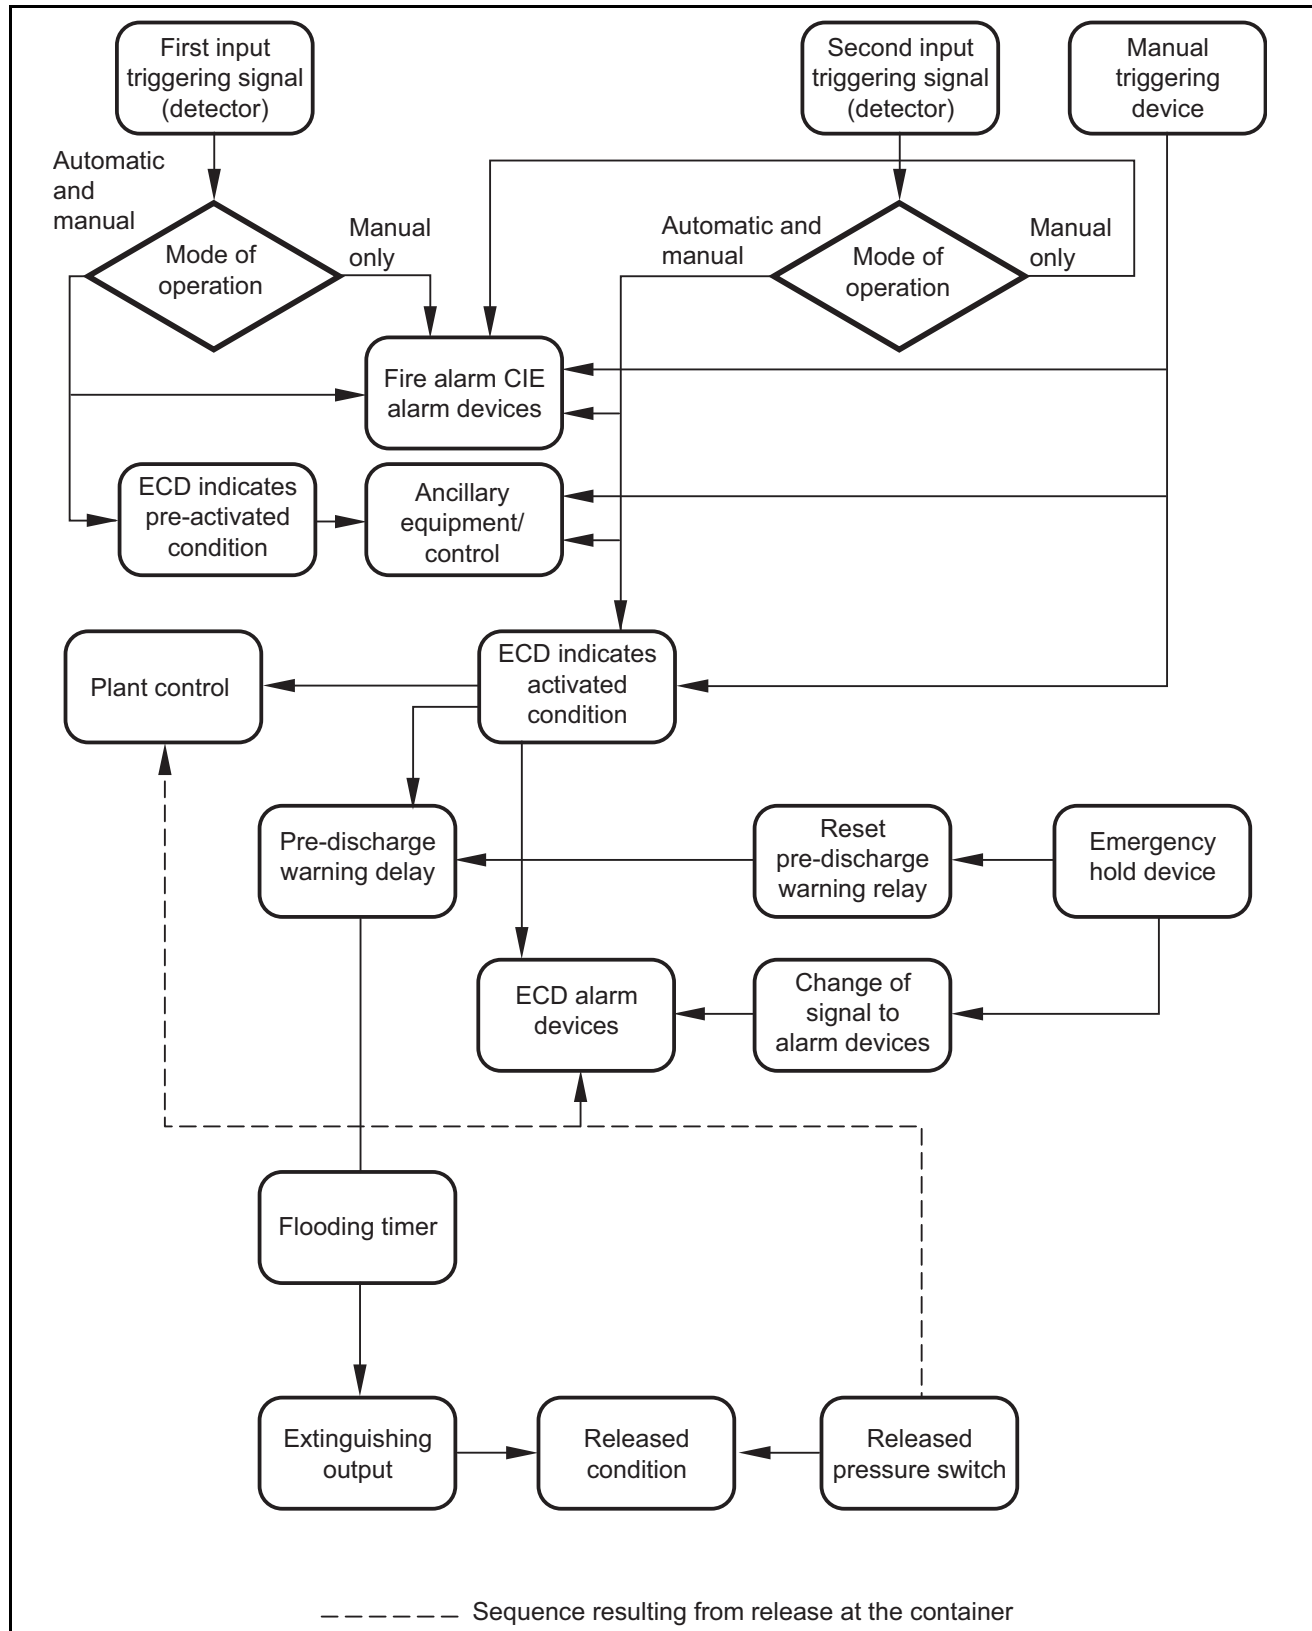 First input
triggering signal
(detector)
Second input
triggering signal
(detector)
Manual
triggering
device
Automatic
and
manual
Mode of
operation
Manual
only
Automatic and
manual
Mode of
operation
Manual
only
Fire alarm CIE
alarm devices
ECD indicates
pre-activated
condition
Ancillary
equipment/
control
Plant control
ECD indicates
activated
condition
Pre-discharge
warning delay
Reset
pre-discharge
warning relay
Emergency
hold device
ECD alarm
devices
Change of
signal to
alarm devices
Flooding timer
Extinguishing
output
Released
condition
Released
pressure switch
Sequence resulting from release at the container